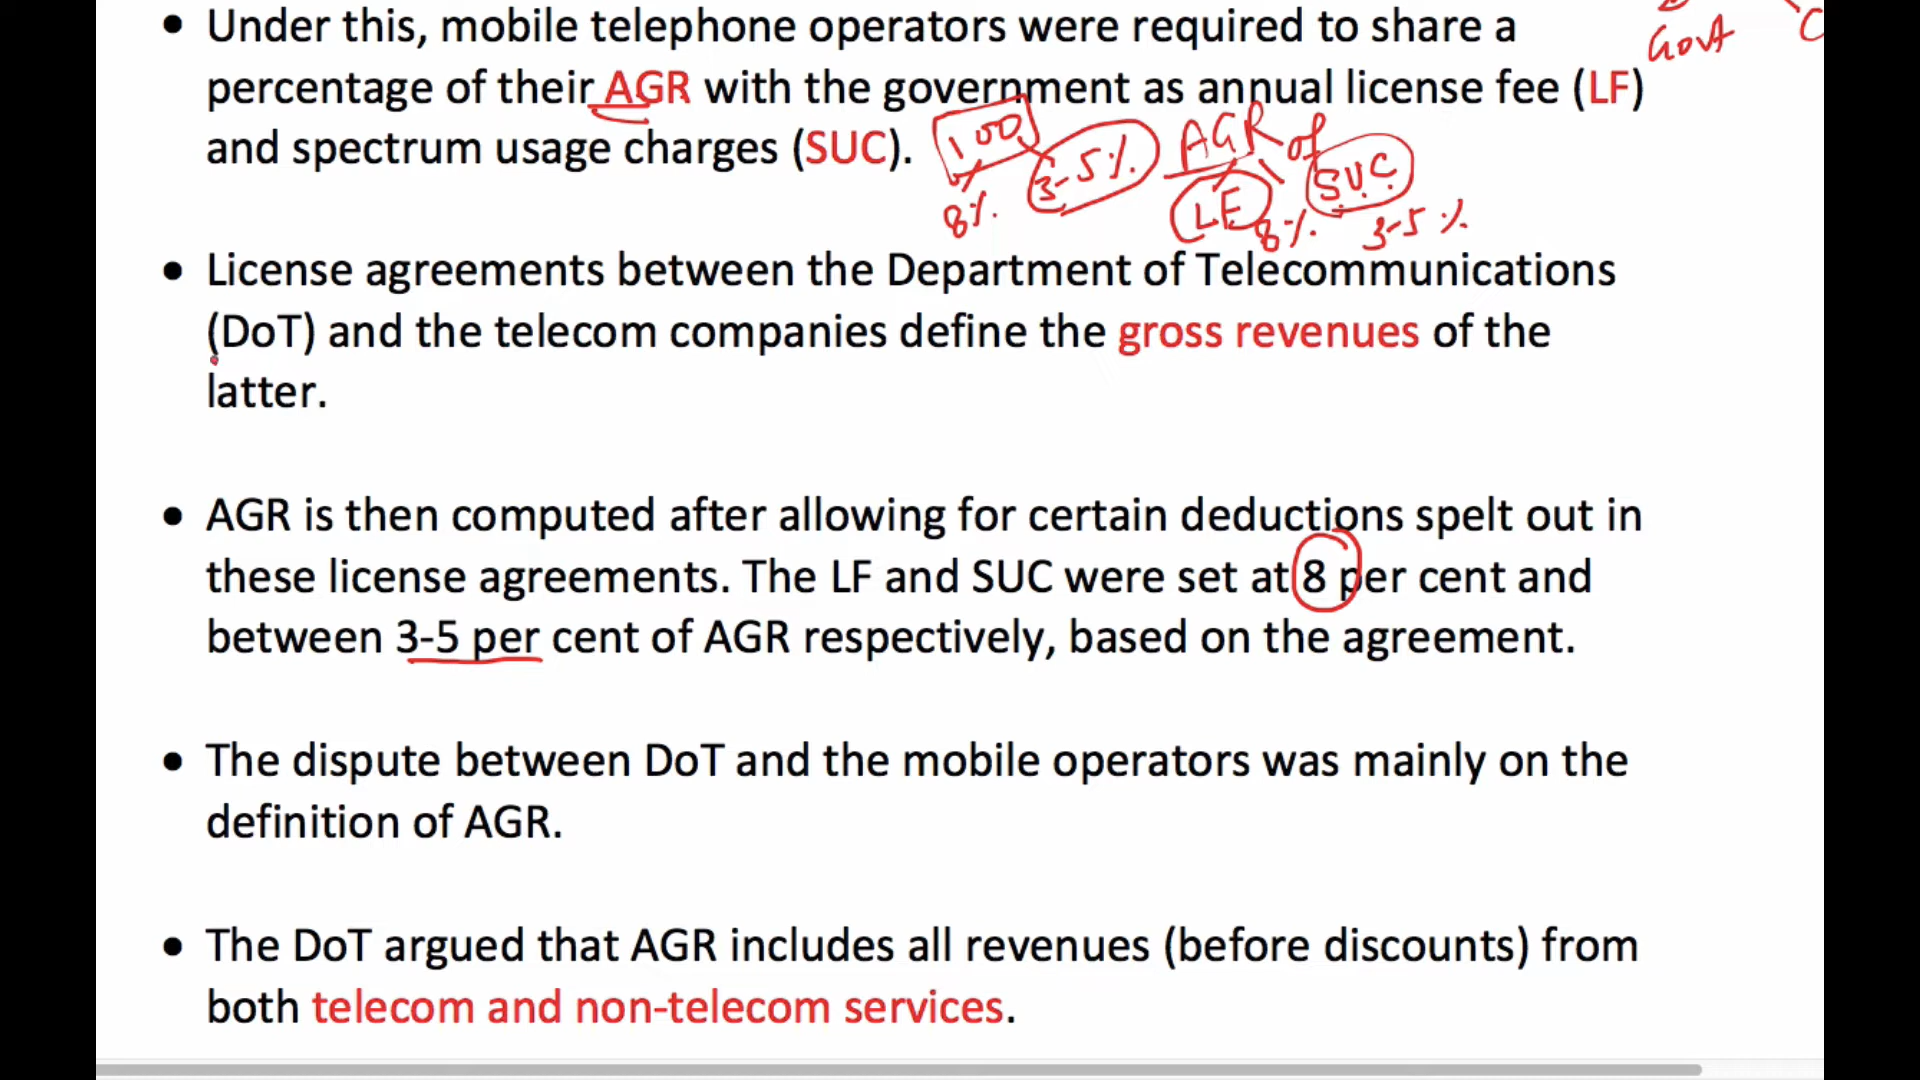 • Under this, mobile telephone operators were required to share a
Govt
percentage of their AGR with the government as annual license fee (LF)
and spectrum usage charges (SUC).
100 3-5% AGR of SUC
8% LF 8% 3-5%
• License agreements between the Department of Telecommunications
(DoT) and the telecom companies define the gross revenues of the
latter.
• AGR is then computed after allowing for certain deductions spelt out in
these license agreements. The LF and SUC were set at 8 per cent and
between 3-5 per cent of AGR respectively, based on the agreement.
• The dispute between DoT and the mobile operators was mainly on the
definition of AGR.
• The DoT argued that AGR includes all revenues (before discounts) from
both telecom and non-telecom services.